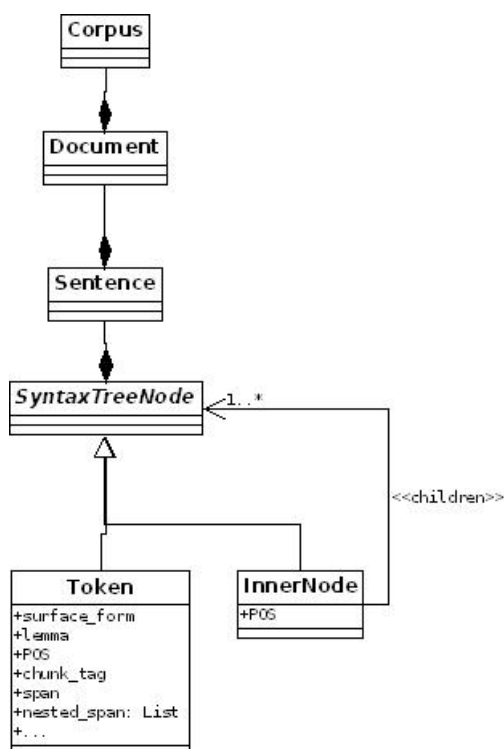 Corpus
Document
Sentence
SyntaxTreeNode
1..*
<<children>>
Token
+surface_form
+lemma
+POS
+chunk_tag
+span
+nested_span: List
+...
InnerNode
+POS